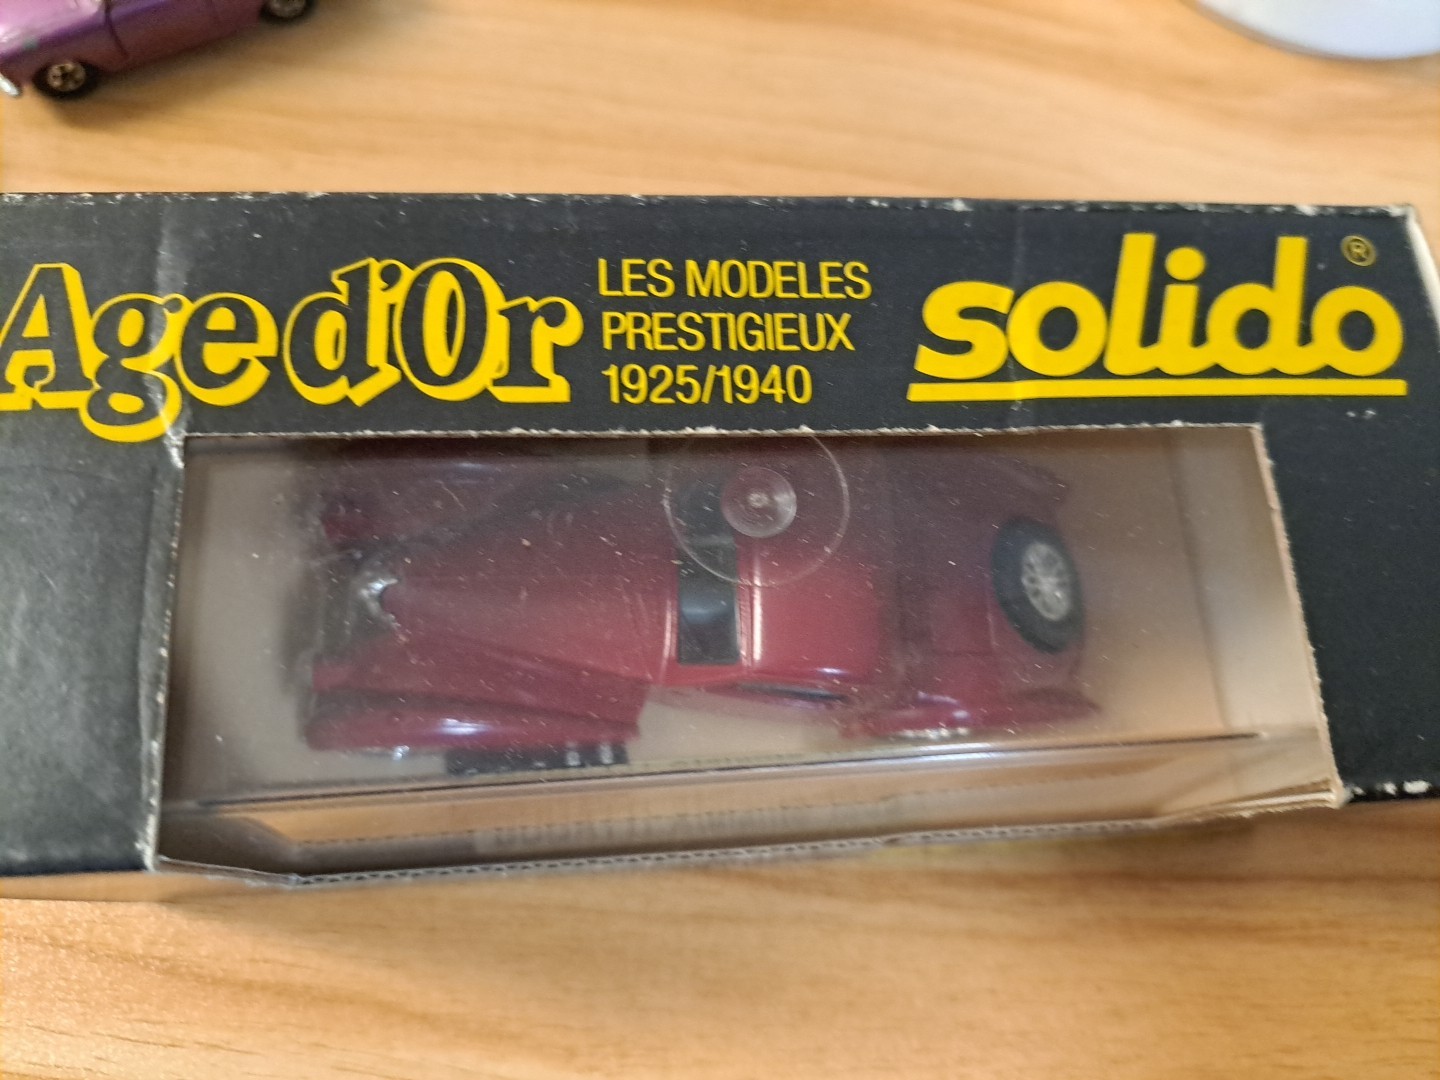 Age d'Or
LES MODELES
PRESTIGIEUX
1925/1940
solido ®